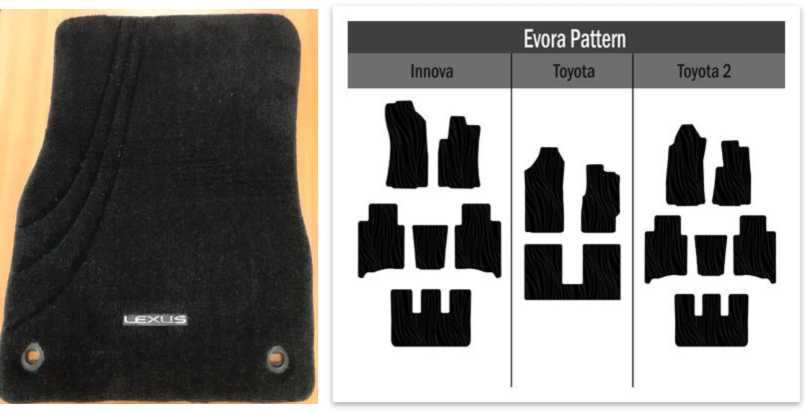 LEXUS
Evora Pattern
Innova
Toyota
Toyota 2